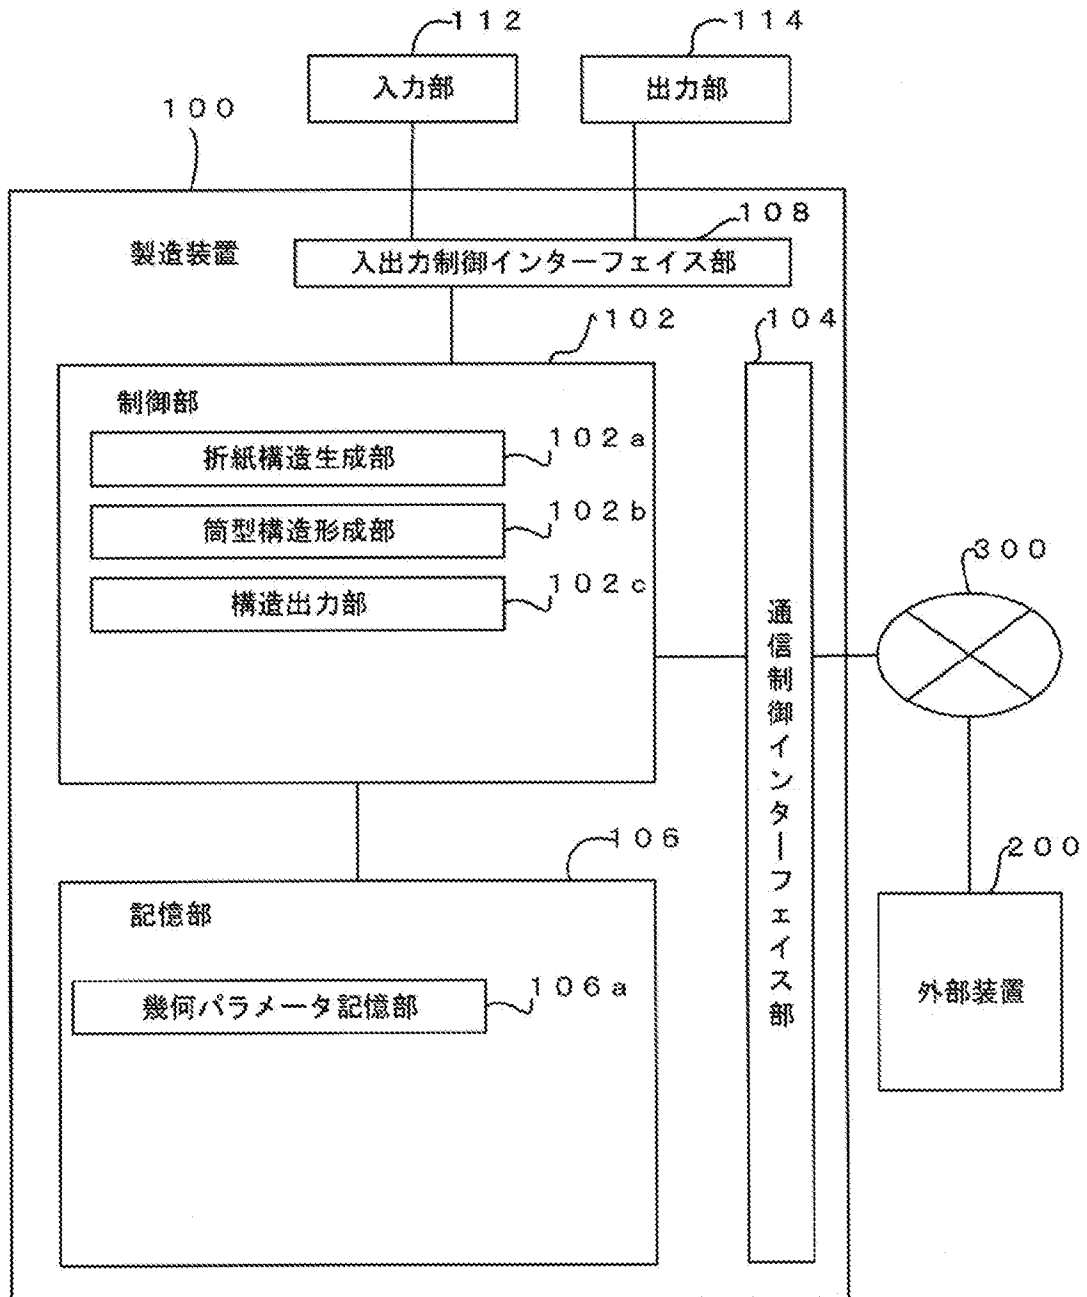 １１２
１１４
入力部
出力部
１００
１０８
製造装置
入出力制御インターフェイス部
１０２
１０４
制御部
折紙構造生成部
１０２ａ
筒型構造形成部
１０２ｂ
構造出力部
１０２ｃ
通信制御インターフェイス部
３００
１０６
２００
記憶部
幾何パラメータ記憶部
１０６ａ
外部装置